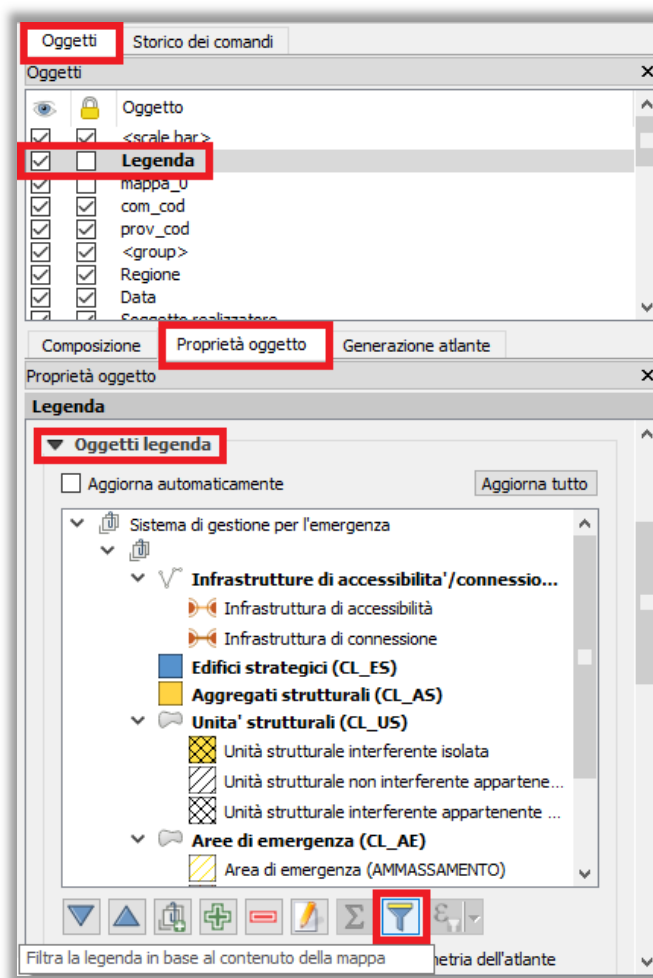 Oggetti Storico dei comandi
Oggetti
Oggetto
<scale bar>
Legenda
mappa_0
com_cod
prov_cod
<group>
Regione
Data
Soggetto realizzatore
Composizione Proprietà oggetto Generazione atlante
Proprietà oggetto
Legenda
Oggetti legenda
Aggiorna automaticamente Aggiorna tutto
Sistema di gestione per l'emergenza
Infrastrutture di accessibilita'/connessio...
Infrastruttura di accessibilità
Infrastruttura di connessione
Edifici strategici (CL_ES)
Aggregati strutturali (CL_AS)
Unita' strutturali (CL_US)
Unità strutturale interferente isolata
Unità strutturale non interferente appartene...
Unità strutturale interferente appartenente ...
Aree di emergenza (CL_AE)
Area di emergenza (AMMASSAMENTO)
Σ ε
Filtra la legenda in base al contenuto della mappa netria dell'atlante